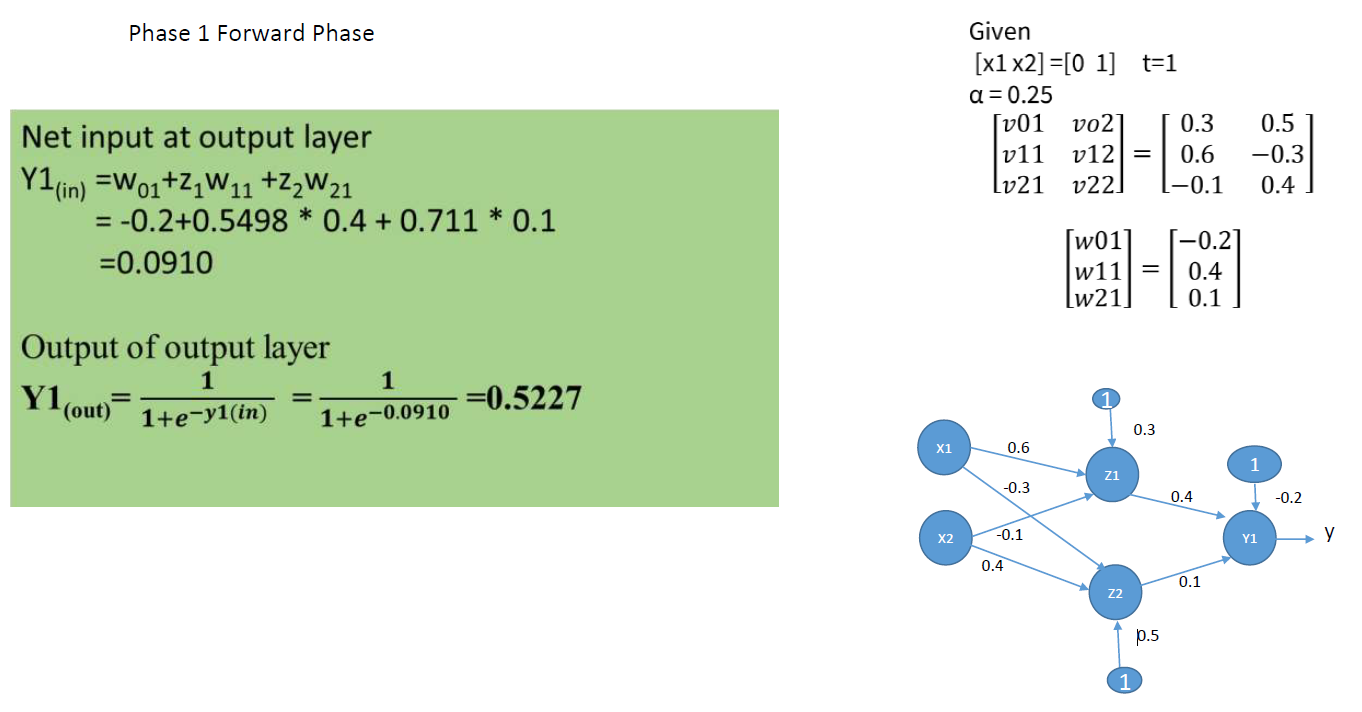 Phase 1 Forward Phase
Net input at output layer
Y1(in) =w01+z1w11 +z2w21
= -0.2+0.5498 * 0.4 + 0.711 * 0.1
=0.0910
Output of output layer
Y1(out)= 1/(1+e^−y1(in)) = 1/(1+e^−0.0910) =0.5227
Given
[x1 x2] =[0 1] t=1
α = 0.25
[v01 vo2] [0.3 0.5]
[v11 v12] = [0.6 −0.3]
[v21 v22] [−0.1 0.4]
[w01] [−0.2]
[w11] = [0.4]
[w21] [0.1]
1
0.3
X1
0.6
Z1
1
-0.3
0.4
-0.2
X2
-0.1
Y1
y
0.4
Z2
0.1
0.5
1